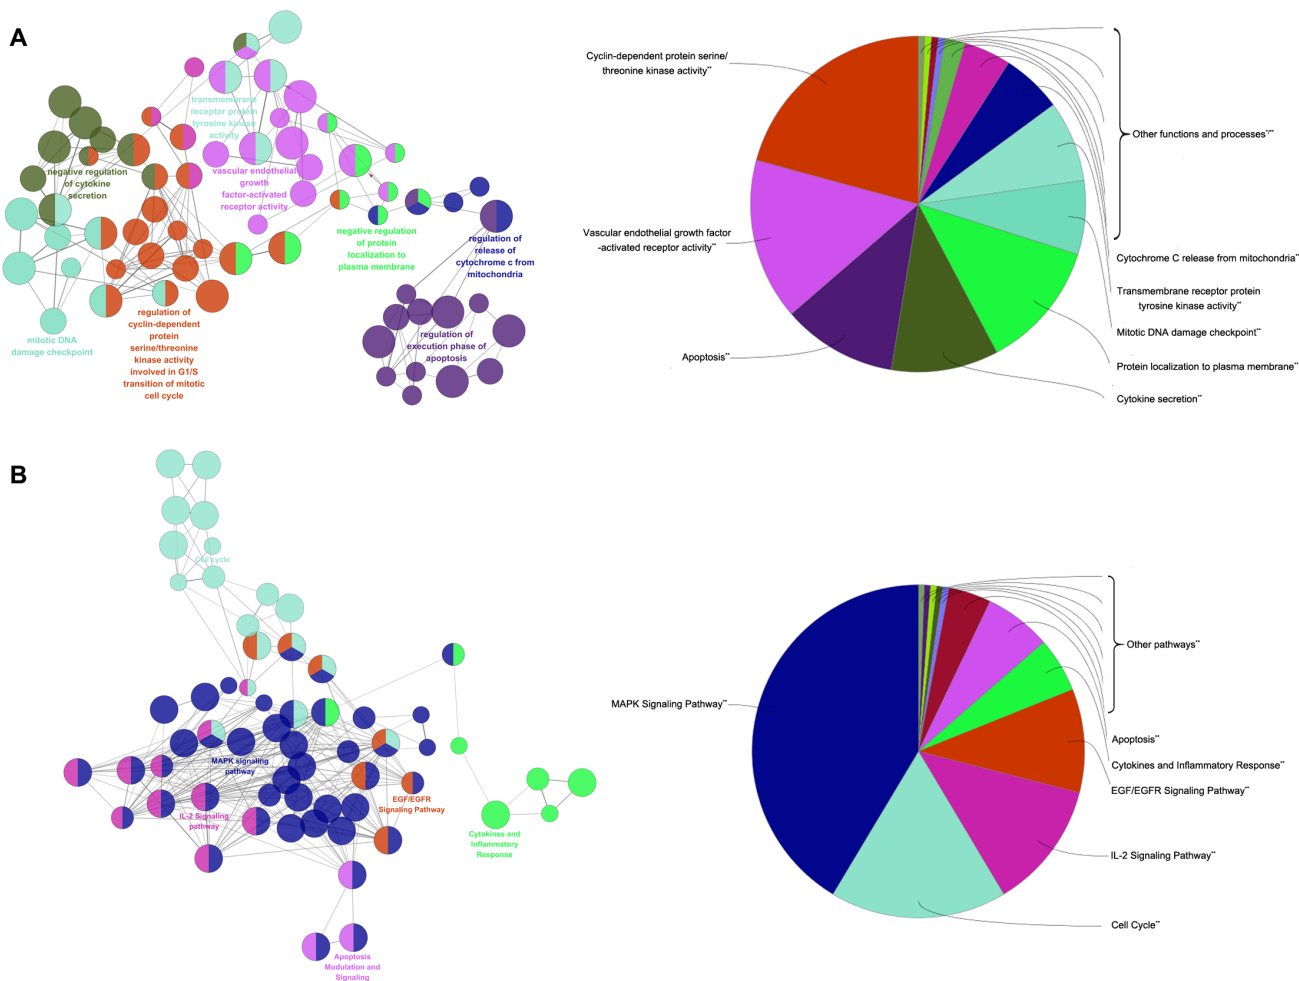 A
transmembrane
receptor protein
tyrosine kinase
activity
negative regulation
of cytokine
secretion
vascular endothelial
growth
factor-activated
receptor activity
negative regulation
of protein
localization to
plasma membrane
regulation of
release of
cytochrome c from
mitochondria
mitotic DNA
damage checkpoint
regulation of
cyclin-dependent
protein
serine/threonine
kinase activity
involved in G1/S
transition of mitotic
cell cycle
regulation of
execution phase of
apoptosis
Cyclin-dependent protein serine/
threonine kinase activity**
Vascular endothelial growth factor
-activated receptor activity**
Apoptosis**
Other functions and processes*/**
Cytochrome C release from mitochondria**
Transmembrane receptor protein
tyrosine kinase activity**
Mitotic DNA damage checkpoint**
Protein localization to plasma membrane**
Cytokine secretion**
B
Cell cycle
MAPK signaling
pathway
IL-2 Signaling
pathway
EGF/EGFR
Signaling Pathway
Cytokines and
Inflammatory
Response
Apoptosis
Modulation and
Signaling
MAPK Signaling Pathway**
Other pathways**
Apoptosis**
Cytokines and Inflammatory Response**
EGF/EGFR Signaling Pathway**
IL-2 Signaling Pathway**
Cell Cycle**